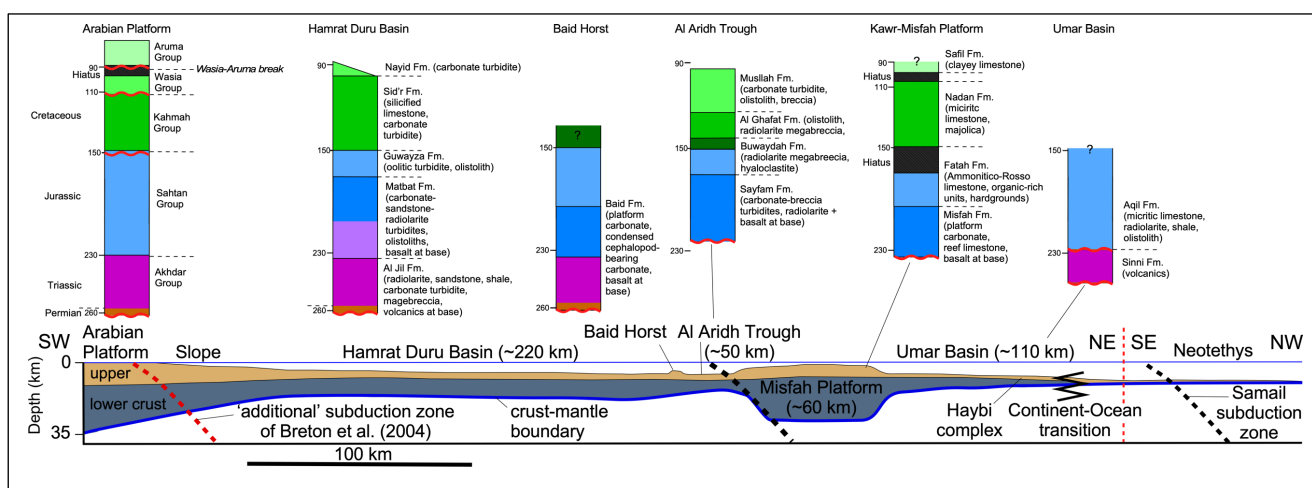 Arabian Platform
Hamrat Duru Basin
Baid Horst
Al Aridh Trough
Kawr-Misfah Platform
Umar Basin
Aruma
Group
90
Hiatus
Wasia-Aruma break
Wasia
Group
110
Cretaceous
Kahmah
Group
150
Jurassic
Sahtan
Group
230
Triassic
Akhdar
Group
Permian
260
90
Nayid Fm. (carbonate turbidite)
Sid'r Fm.
(silicified
limestone,
carbonate
turbidite)
150
Guwayza Fm.
(oolitic turbidite, olistolith)
Matbat Fm.
(carbonate-
sandstone-
radiolarite
turbidites,
olistoliths,
basalt at base)
230
Al Jil Fm.
(radiolarite, sandstone, shale,
carbonate turbidite,
magebreccia,
volcanics at base)
260
?
150
230
260
Baid Fm.
(platform
carbonate,
condensed
cephalopod-
bearing
carbonate,
basalt at
base)
90
Musllah Fm.
(carbonate turbidite,
olistolith, breccia)
Al Ghafat Fm. (olistolith,
radiolarite megabreccia,
150
Buwaydah Fm.
(radiolarite megabreecia,
hyaloclastite)
Sayfam Fm.
(carbonate-breccia
turbidites, radiolarite +
basalt at base)
230
90
?
Safil Fm.
(clayey limestone)
Hiatus
110
Nadan Fm.
(miciritc
limestone,
majolica)
150
Hiatus
Fatah Fm.
(Ammonitico-Rosso
limestone, organic-rich
units, hardgrounds)
Misfah Fm.
(platform
carbonate,
reef limestone,
basalt at base)
230
150
?
Aqil Fm.
(micritic limestone,
radiolarite, shale,
olistolith)
230
Sinni Fm.
(volcanics)
SW
Arabian
Platform
Slope
Hamrat Duru Basin (~220 km)
Baid Horst
Al Aridh Trough
(~50 km)
Umar Basin (~110 km)
NE
SE
Neotethys
NW
Depth (km)
0
35
upper
lower crust
'additional' subduction zone
of Breton et al. (2004)
crust-mantle
boundary
Misfah Platform
(~60 km)
Haybi
complex
Continent-Ocean
transition
Samail
subduction
zone
100 km